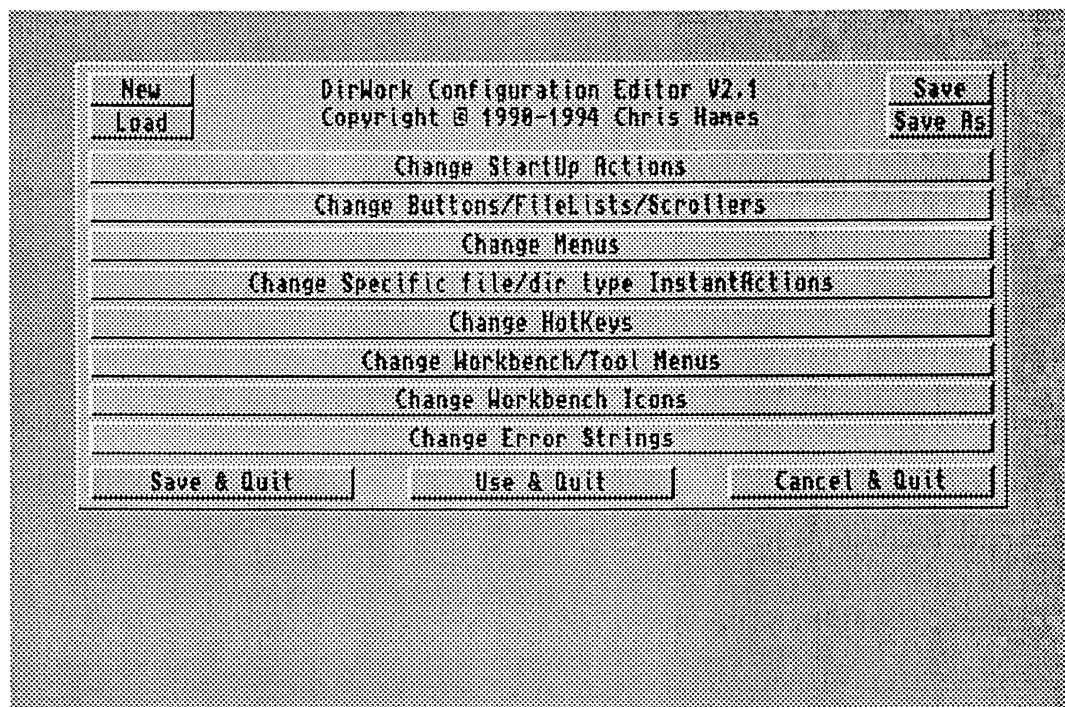 New
DirWork Configuration Editor V2.1
Save
Load
Copyright © 1990-1994 Chris Hames
Save As
Change StartUp Actions
Change Buttons/FileLists/Scrollers
Change Menus
Change Specific file/dir type InstantActions
Change HotKeys
Change Workbench/Tool Menus
Change Workbench Icons
Change Error Strings
Save & Quit
Use & Quit
Cancel & Quit